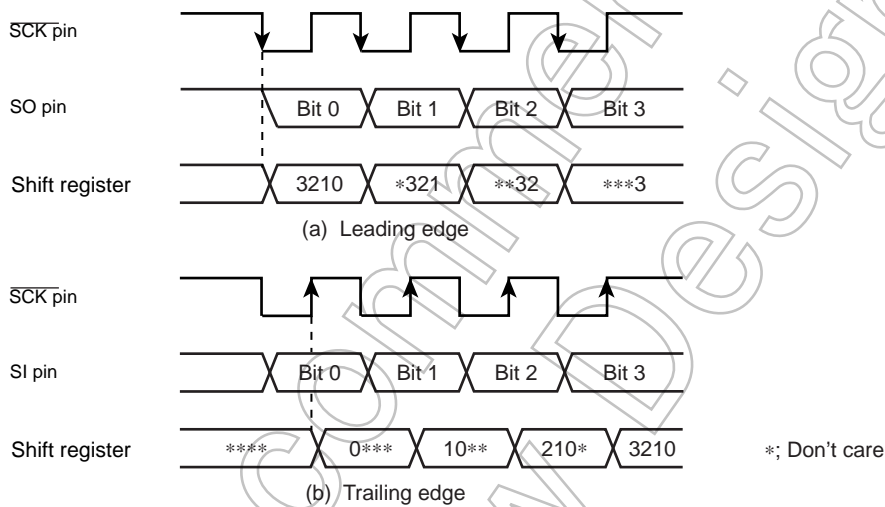 SCK pin
SO pin Bit 0 Bit 1 Bit 2 Bit 3
Shift register 3210 *321 **32 ***3
(a) Leading edge
SCK pin
SI pin Bit 0 Bit 1 Bit 2 Bit 3
Shift register **** 0*** 10** 210* 3210 *; Don't care
(b) Trailing edge